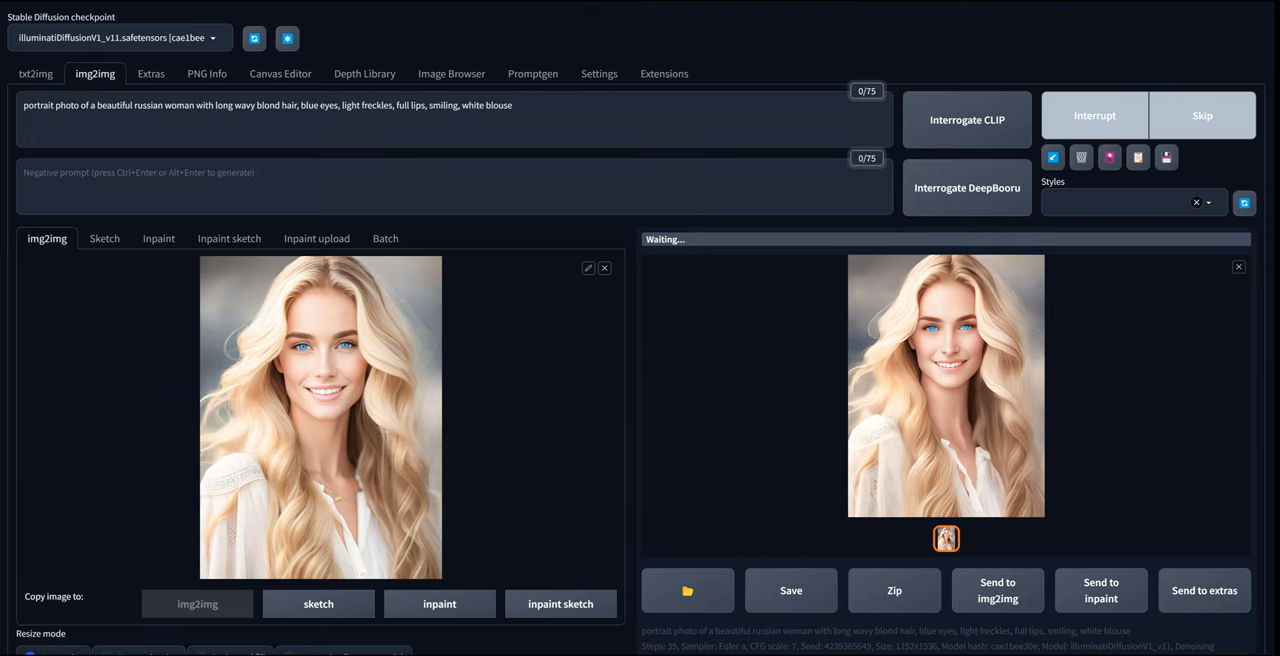 Stable Diffusion checkpoint
illuminatiDiffusionV1_v11.safetensors [cae1bee
txt2img img2img Extras PNG Info Canvas Editor Depth Library Image Browser Promptgen Settings Extensions
0/75
portrait photo of a beautiful russian woman with long wavy blond hair, blue eyes, light freckles, full lips, smiling, white blouse
Interrogate CLIP
Interrupt Skip
0/75
Negative prompt (press Ctrl+Enter or Alt+Enter to generate)
Interrogate DeepBooru
Styles
img2img Sketch Inpaint Inpaint sketch Inpaint upload Batch
Waiting...
Copy image to: img2img sketch inpaint inpaint sketch
Save Zip Send to img2img Send to inpaint Send to extras
Resize mode
portrait photo of a beautiful russian woman with long wavy blond hair, blue eyes, light freckles, full lips, smiling, white blouse
Steps: 35, Sampler: Euler a, CFG scale: 7, Seed: 4239365649, Size: 1152x1536, Model hash: cae1bee30e, Model: illuminatiDiffusionV1_v11, Denoising